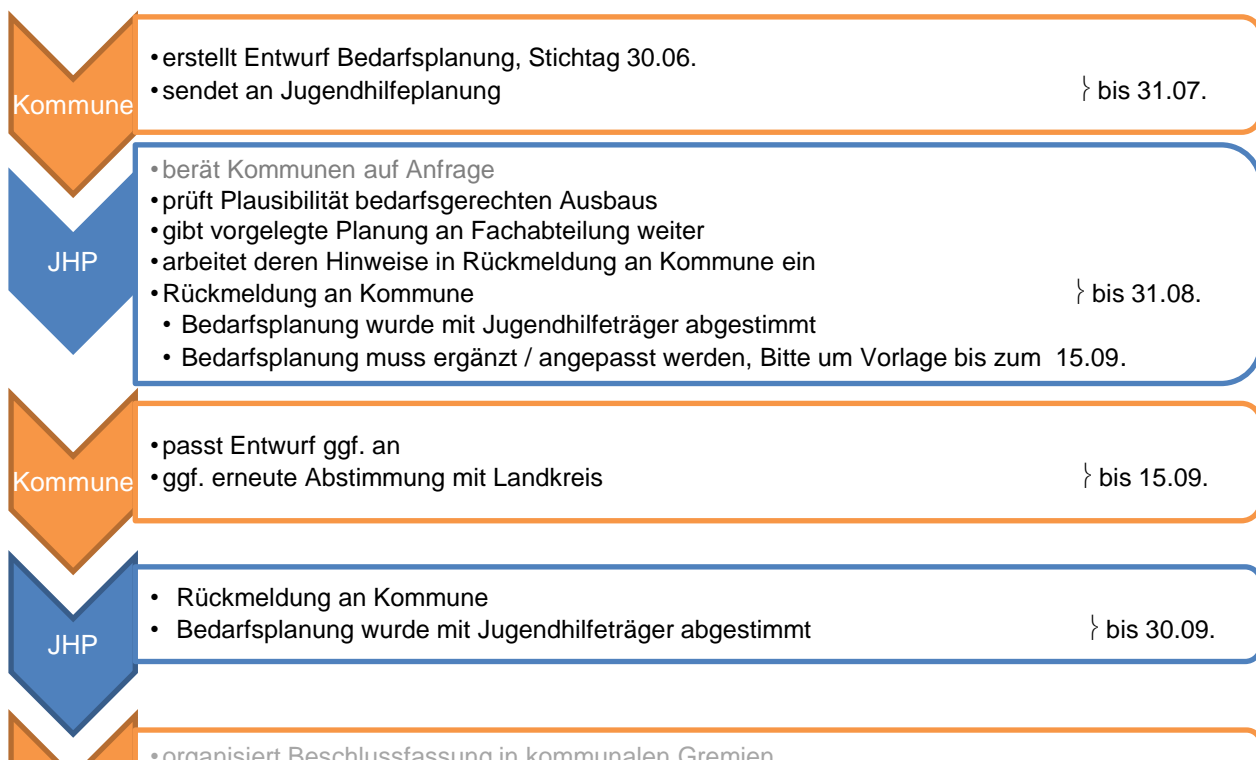 • erstellt Entwurf Bedarfsplanung, Stichtag 30.06.
Kommune
• sendet an Jugendhilfeplanung } bis 31.07.
• berät Kommunen auf Anfrage
• prüft Plausibilität bedarfsgerechten Ausbaus
• gibt vorgelegte Planung an Fachabteilung weiter
JHP
• arbeitet deren Hinweise in Rückmeldung an Kommune ein
• Rückmeldung an Kommune } bis 31.08.
• Bedarfsplanung wurde mit Jugendhilfeträger abgestimmt
• Bedarfsplanung muss ergänzt / angepasst werden, Bitte um Vorlage bis zum 15.09.
• passt Entwurf ggf. an
Kommune
• ggf. erneute Abstimmung mit Landkreis } bis 15.09.
• Rückmeldung an Kommune
JHP
• Bedarfsplanung wurde mit Jugendhilfeträger abgestimmt } bis 30.09.
• organisiert Beschlussfassung in kommunalen Gremien